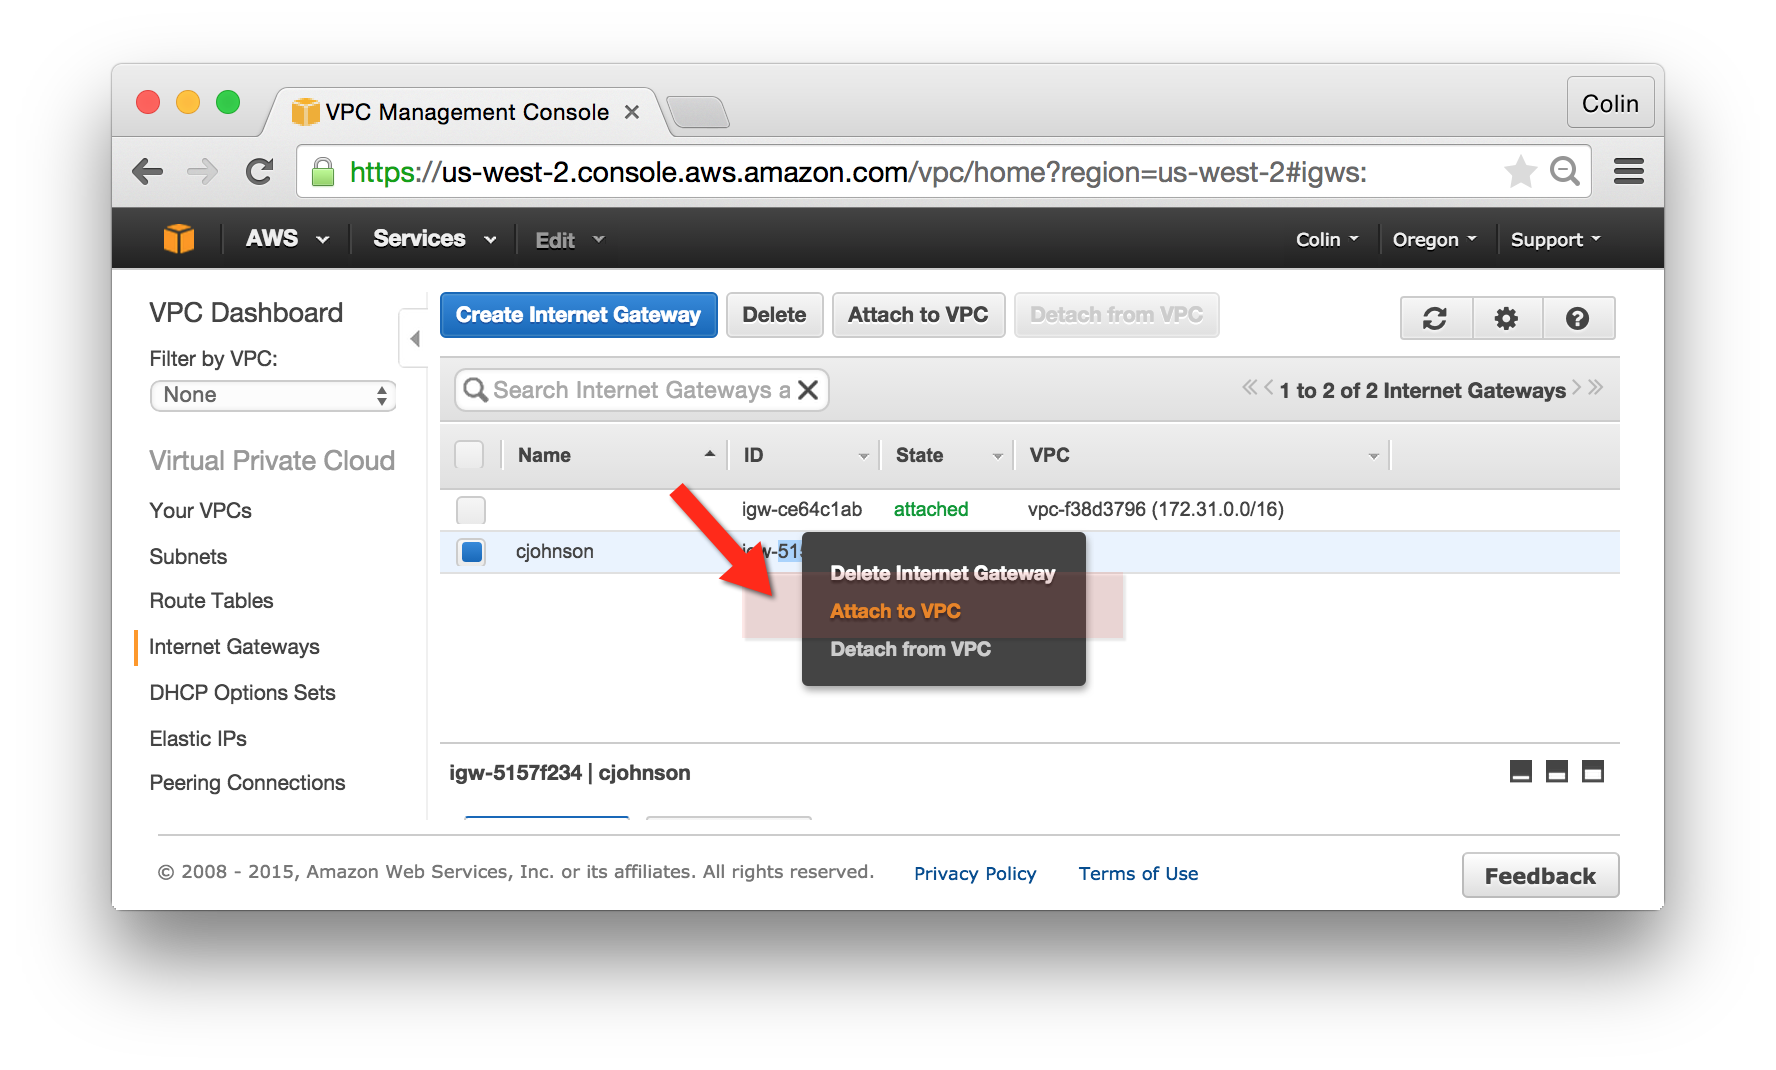 VPC Management Console
Colin
https://us-west-2.console.aws.amazon.com/vpc/home?region=us-west-2#igws:
AWS Services Edit Colin Oregon Support
VPC Dashboard
Filter by VPC:
None
Virtual Private Cloud
Your VPCs
Subnets
Route Tables
Internet Gateways
DHCP Options Sets
Elastic IPs
Peering Connections
Create Internet Gateway Delete Attach to VPC Detach from VPC
Search Internet Gateways a
1 to 2 of 2 Internet Gateways
Name ID State VPC
igw-ce64c1ab attached vpc-f38d3796 (172.31.0.0/16)
cjohnson
Delete Internet Gateway
Attach to VPC
Detach from VPC
igw-5157f234 | cjohnson
© 2008 - 2015, Amazon Web Services, Inc. or its affiliates. All rights reserved. Privacy Policy Terms of Use Feedback